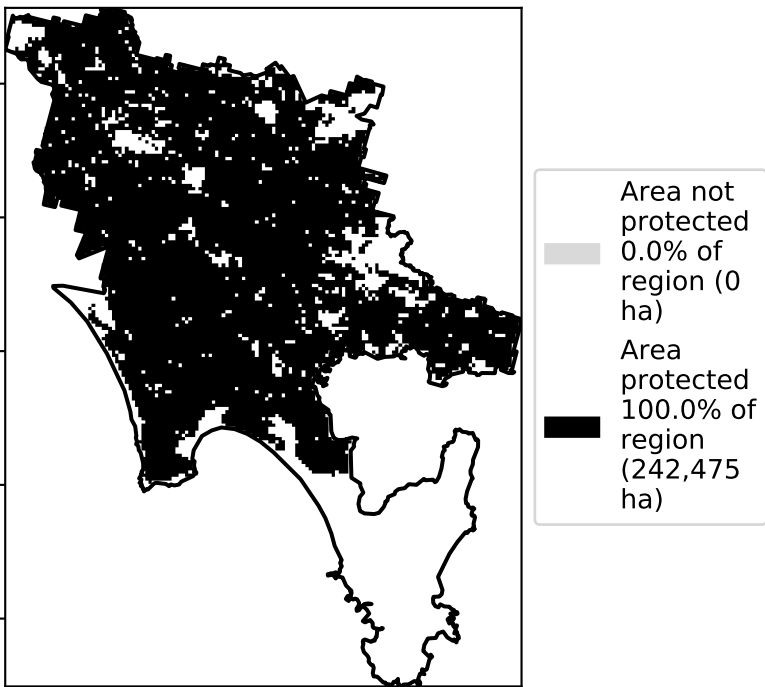 Area not
protected
0.0% of
region (0
ha)
Area
protected
100.0% of
region
(242,475
ha)